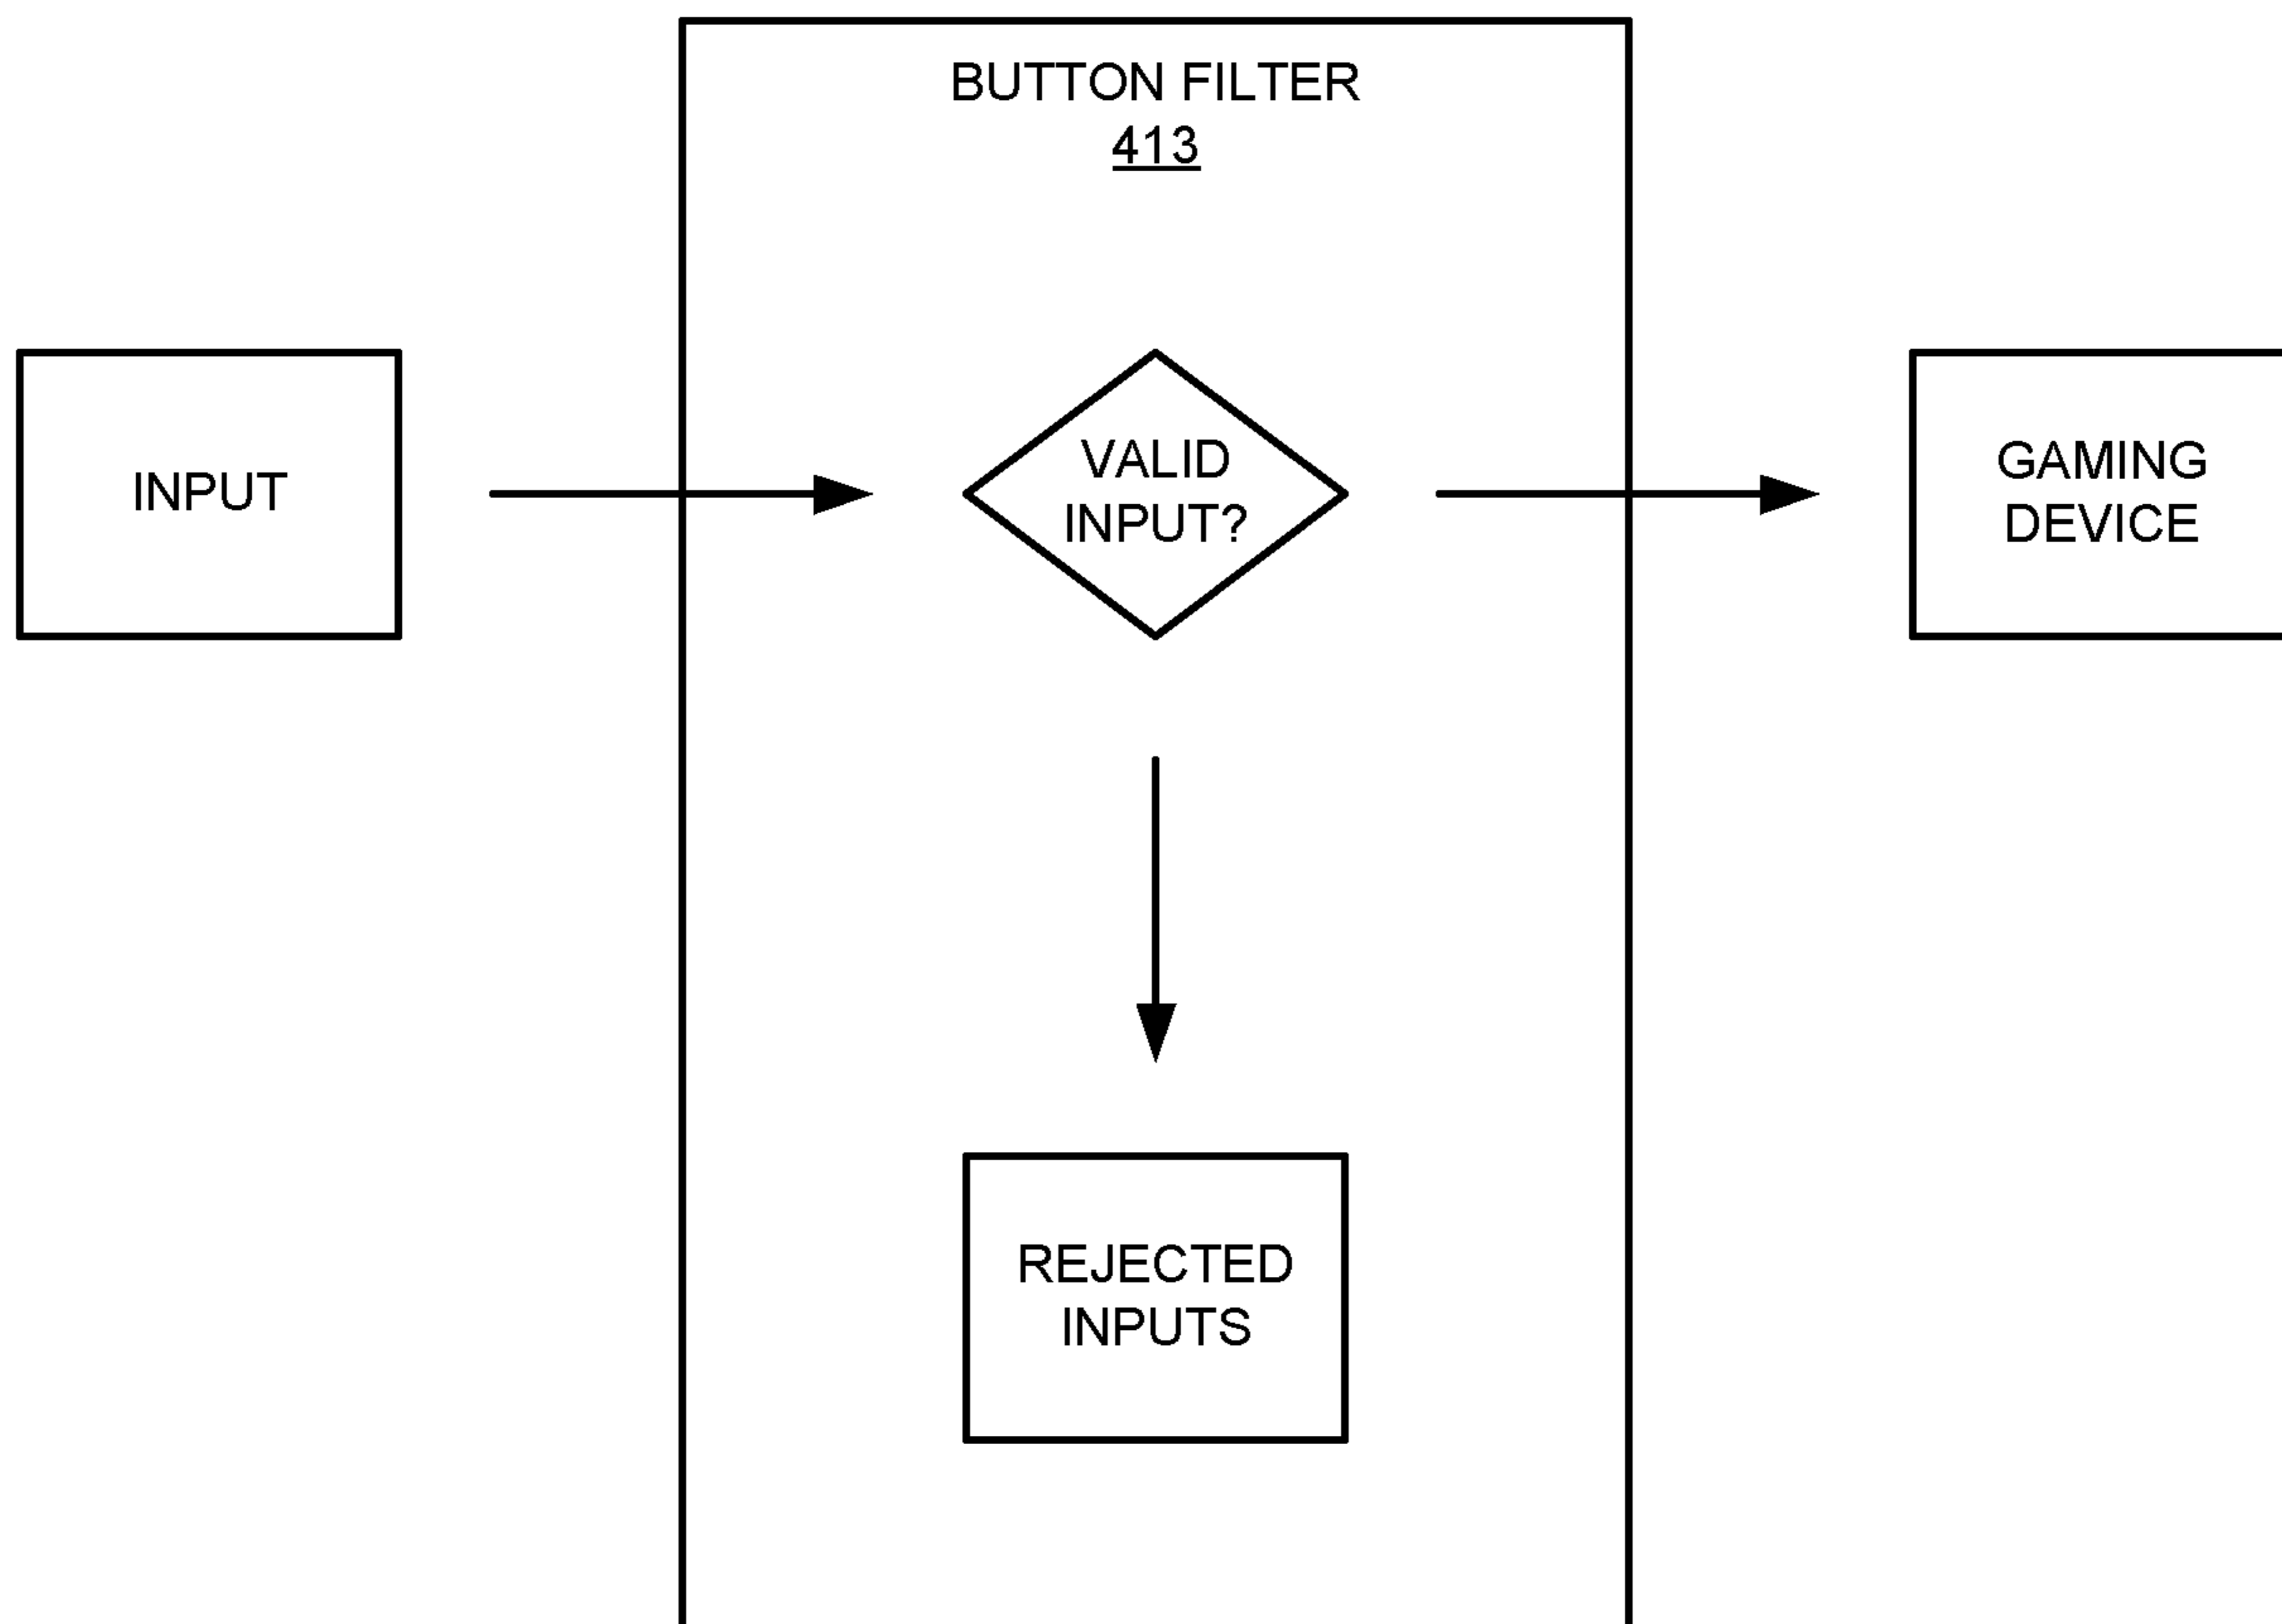 BUTTON FILTER
413
INPUT
VALID
INPUT?
GAMING
DEVICE
REJECTED
INPUTS